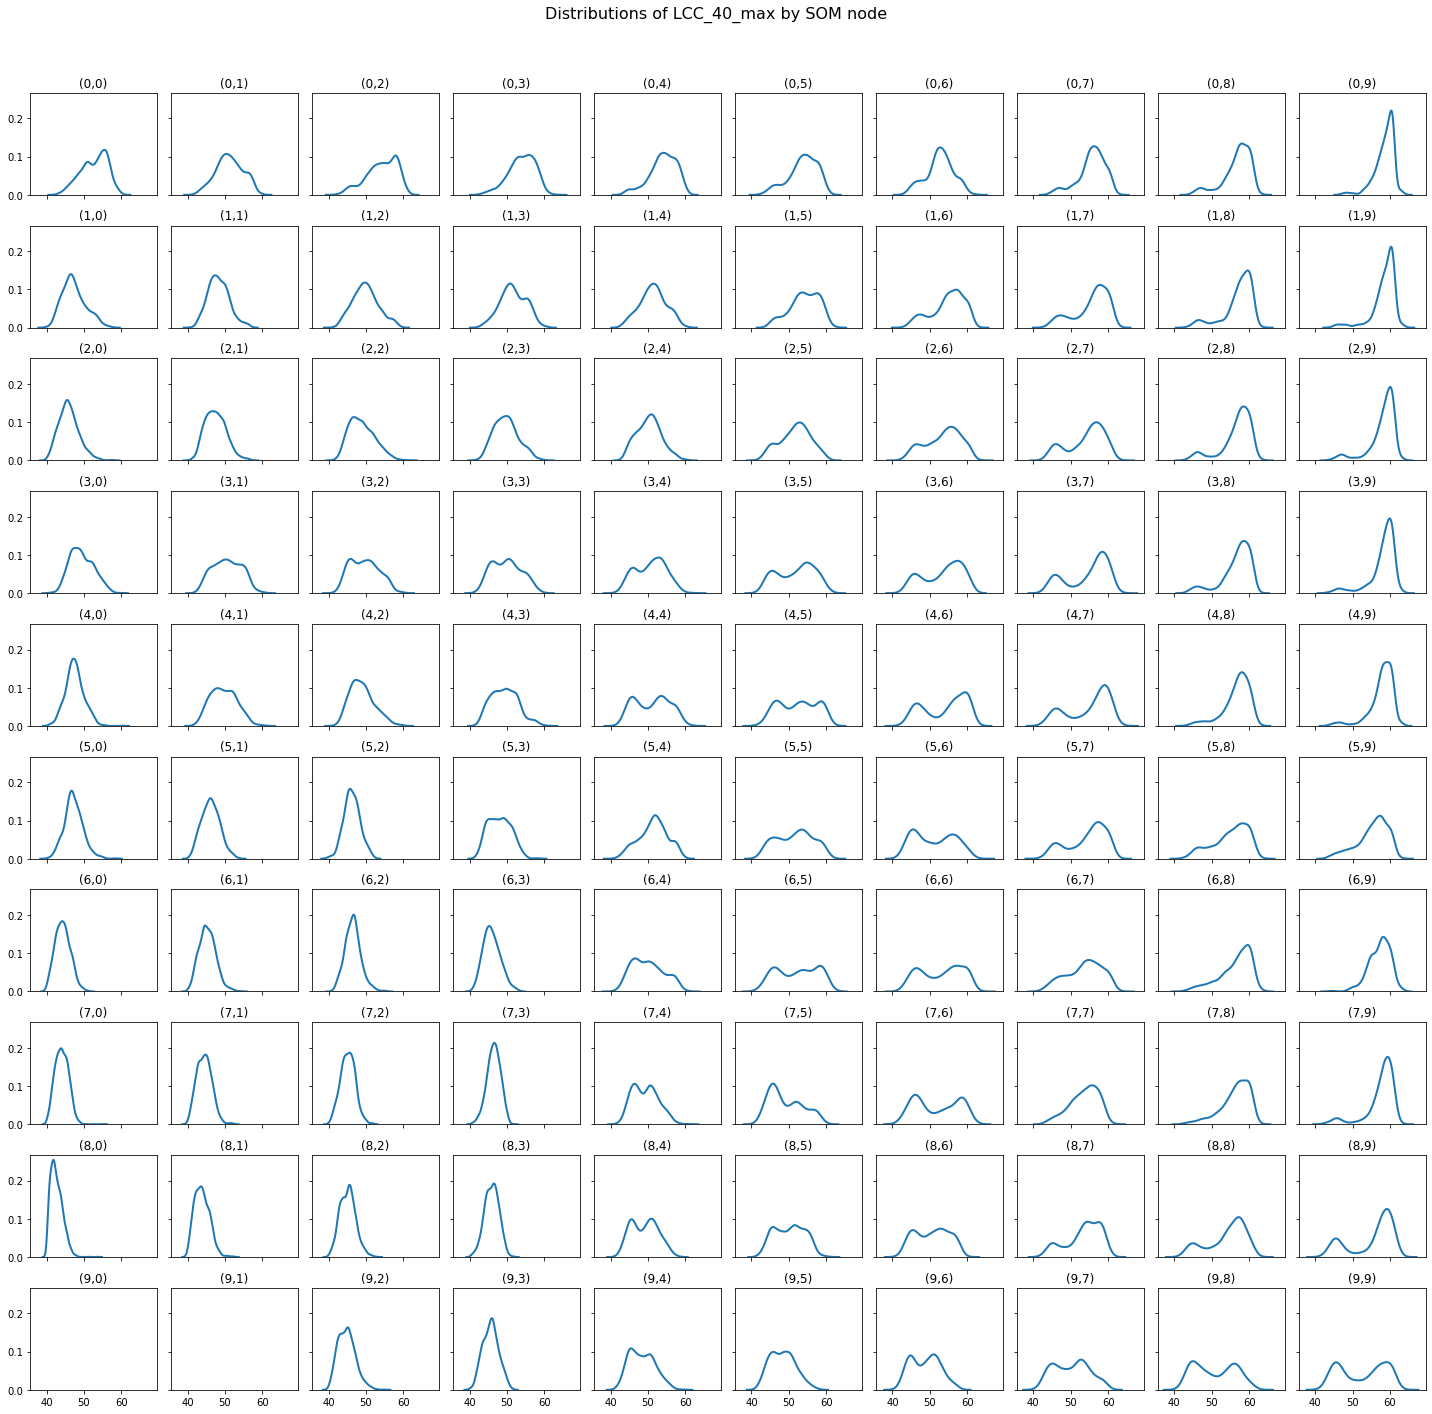 Distributions of LCC_40_max by SOM node
(0,0) (0,1) (0,2) (0,3) (0,4) (0,5) (0,6) (0,7) (0,8) (0,9)
0.2
0.1
0.0
(1,0) (1,1) (1,2) (1,3) (1,4) (1,5) (1,6) (1,7) (1,8) (1,9)
0.2
0.1
0.0
(2,0) (2,1) (2,2) (2,3) (2,4) (2,5) (2,6) (2,7) (2,8) (2,9)
0.2
0.1
0.0
(3,0) (3,1) (3,2) (3,3) (3,4) (3,5) (3,6) (3,7) (3,8) (3,9)
0.2
0.1
0.0
(4,0) (4,1) (4,2) (4,3) (4,4) (4,5) (4,6) (4,7) (4,8) (4,9)
0.2
0.1
0.0
(5,0) (5,1) (5,2) (5,3) (5,4) (5,5) (5,6) (5,7) (5,8) (5,9)
0.2
0.1
0.0
(6,0) (6,1) (6,2) (6,3) (6,4) (6,5) (6,6) (6,7) (6,8) (6,9)
0.2
0.1
0.0
(7,0) (7,1) (7,2) (7,3) (7,4) (7,5) (7,6) (7,7) (7,8) (7,9)
0.2
0.1
0.0
(8,0) (8,1) (8,2) (8,3) (8,4) (8,5) (8,6) (8,7) (8,8) (8,9)
0.2
0.1
0.0
(9,0) (9,1) (9,2) (9,3) (9,4) (9,5) (9,6) (9,7) (9,8) (9,9)
0.2
0.1
0.0
40 50 60 40 50 60 40 50 60 40 50 60 40 50 60 40 50 60 40 50 60 40 50 60 40 50 60 40 50 60